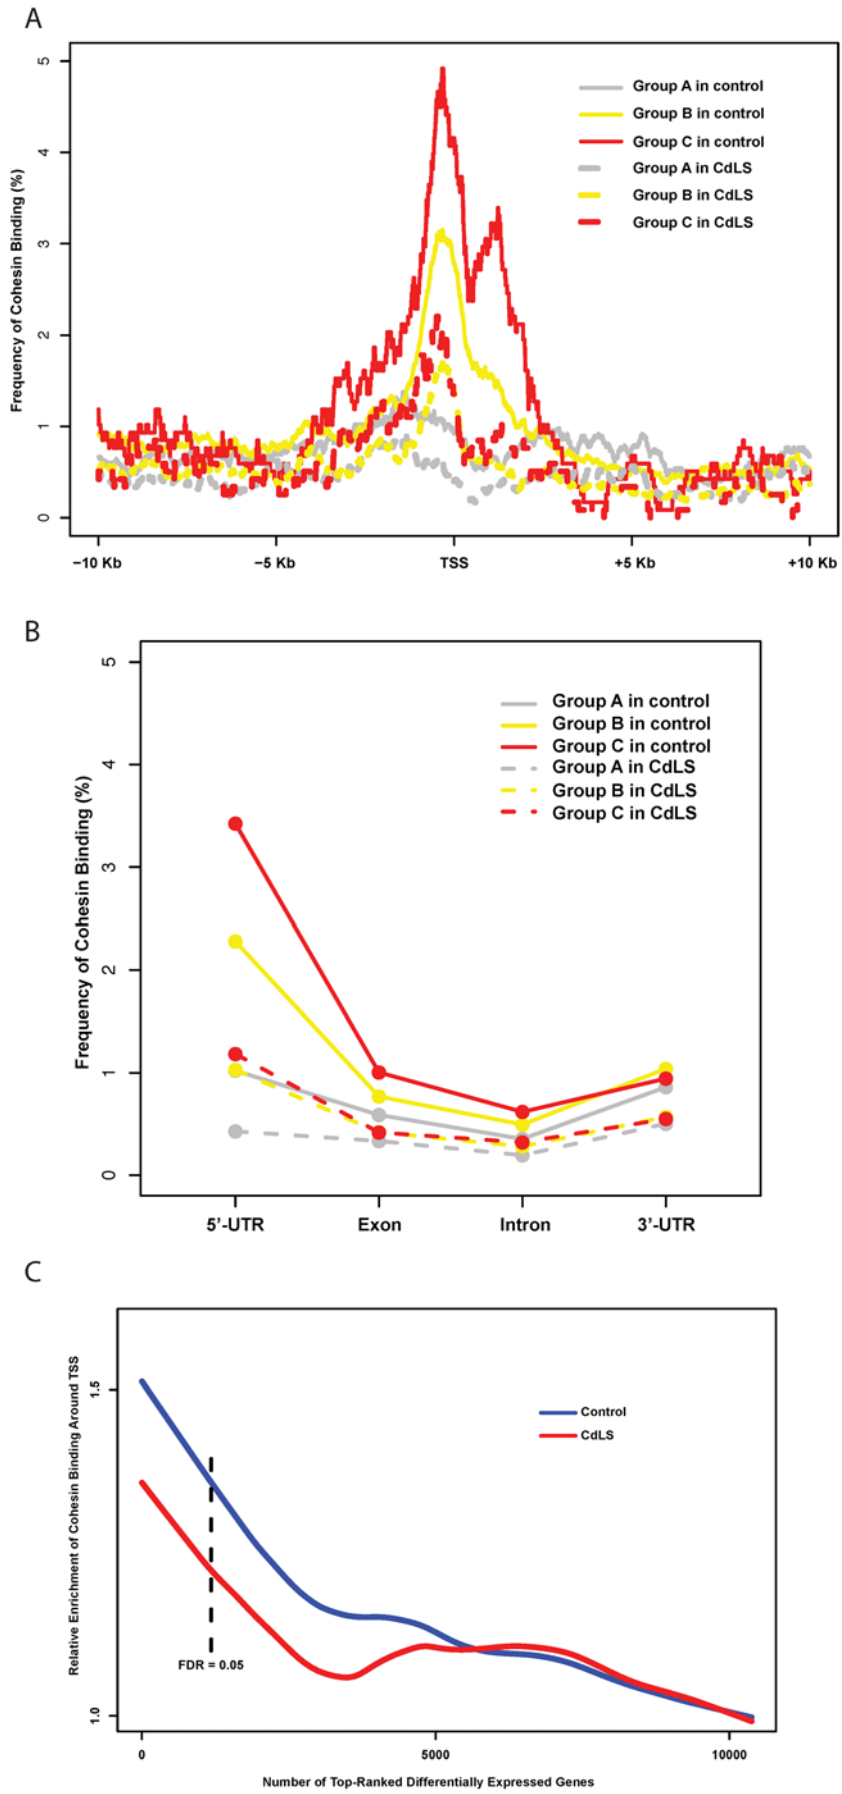 A
Frequency of Cohesin Binding (%)
5
4
3
2
1
0
Group A in control
Group B in control
Group C in control
Group A in CdLS
Group B in CdLS
Group C in CdLS
−10 Kb
−5 Kb
TSS
+5 Kb
+10 Kb
B
Frequency of Cohesin Binding (%)
5
4
3
2
1
0
Group A in control
Group B in control
Group C in control
Group A in CdLS
Group B in CdLS
Group C in CdLS
5’-UTR
Exon
Intron
3’-UTR
C
Relative Enrichment of Cohesin Binding Around TSS
1.5
1.0
Control
CdLS
FDR = 0.05
0
5000
10000
Number of Top-Ranked Differentially Expressed Genes